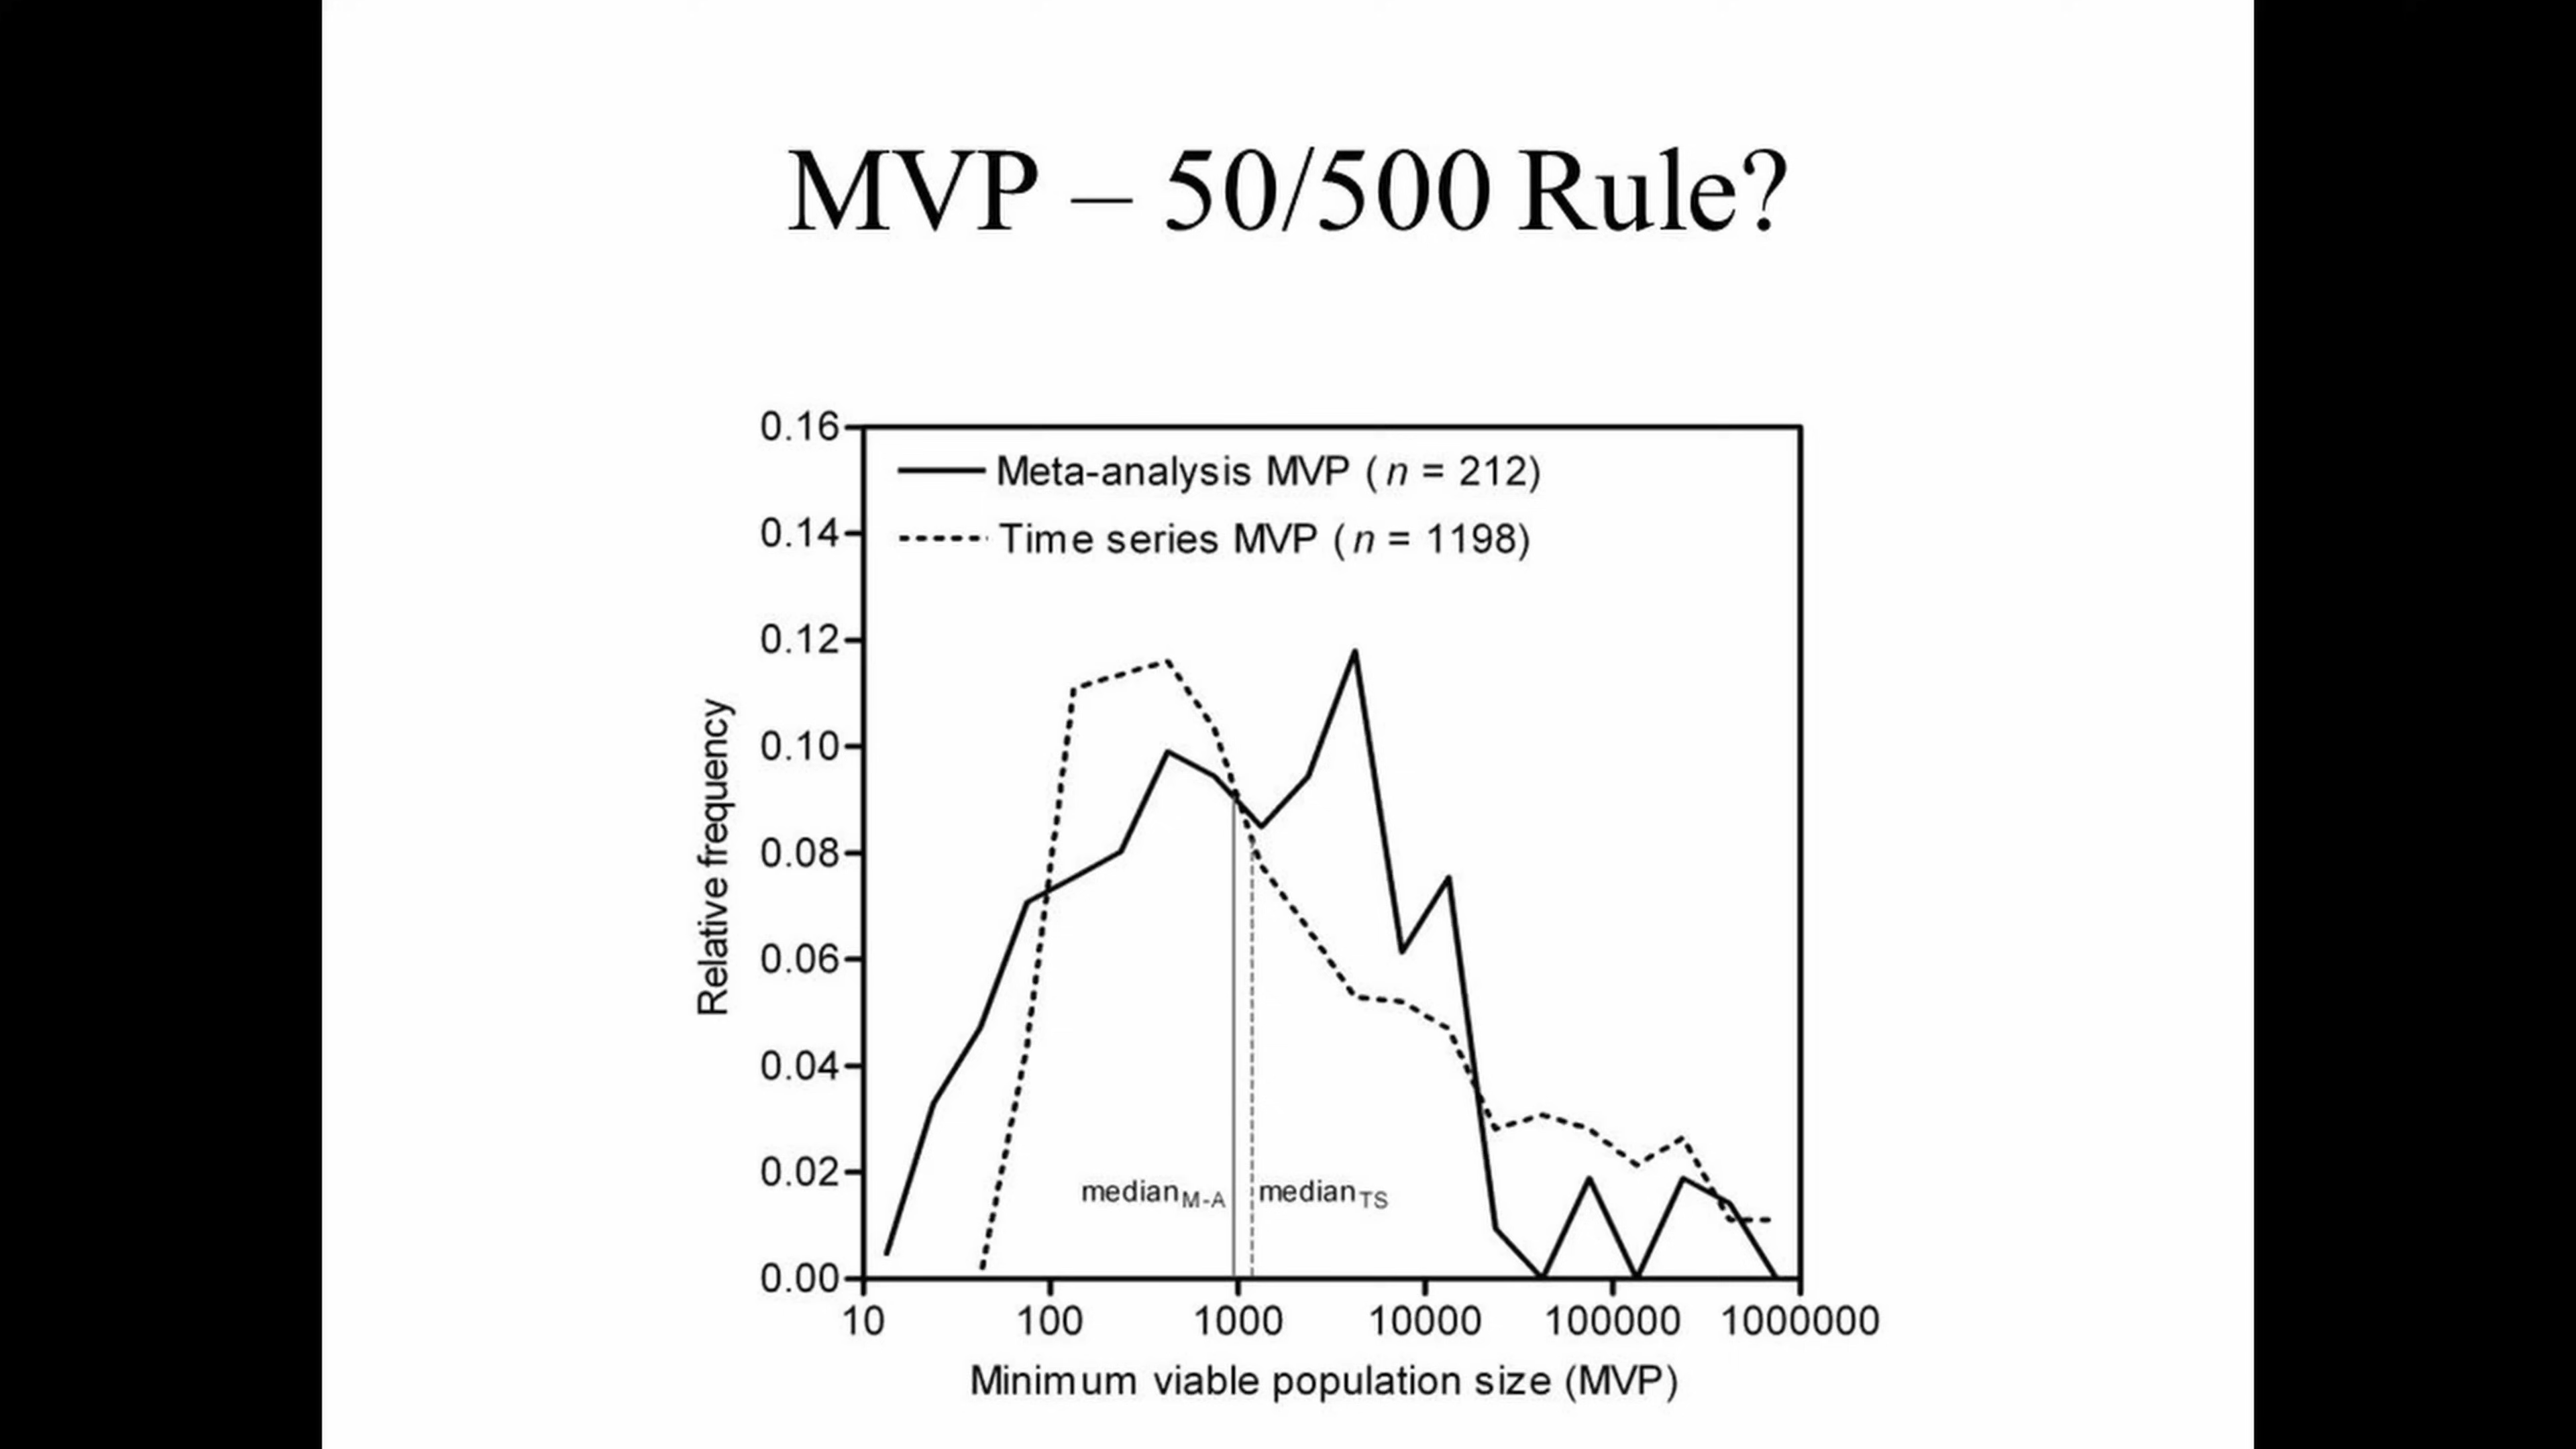 MVP – 50/500 Rule?
0.16
Meta-analysis MVP (n = 212)
0.14
Time series MVP (n = 1198)
0.12
0.10
0.08
0.06
0.04
0.02
0.00
Relative frequency
medianM-A
medianTS
10 100 1000 10000 100000 1000000
Minimum viable population size (MVP)